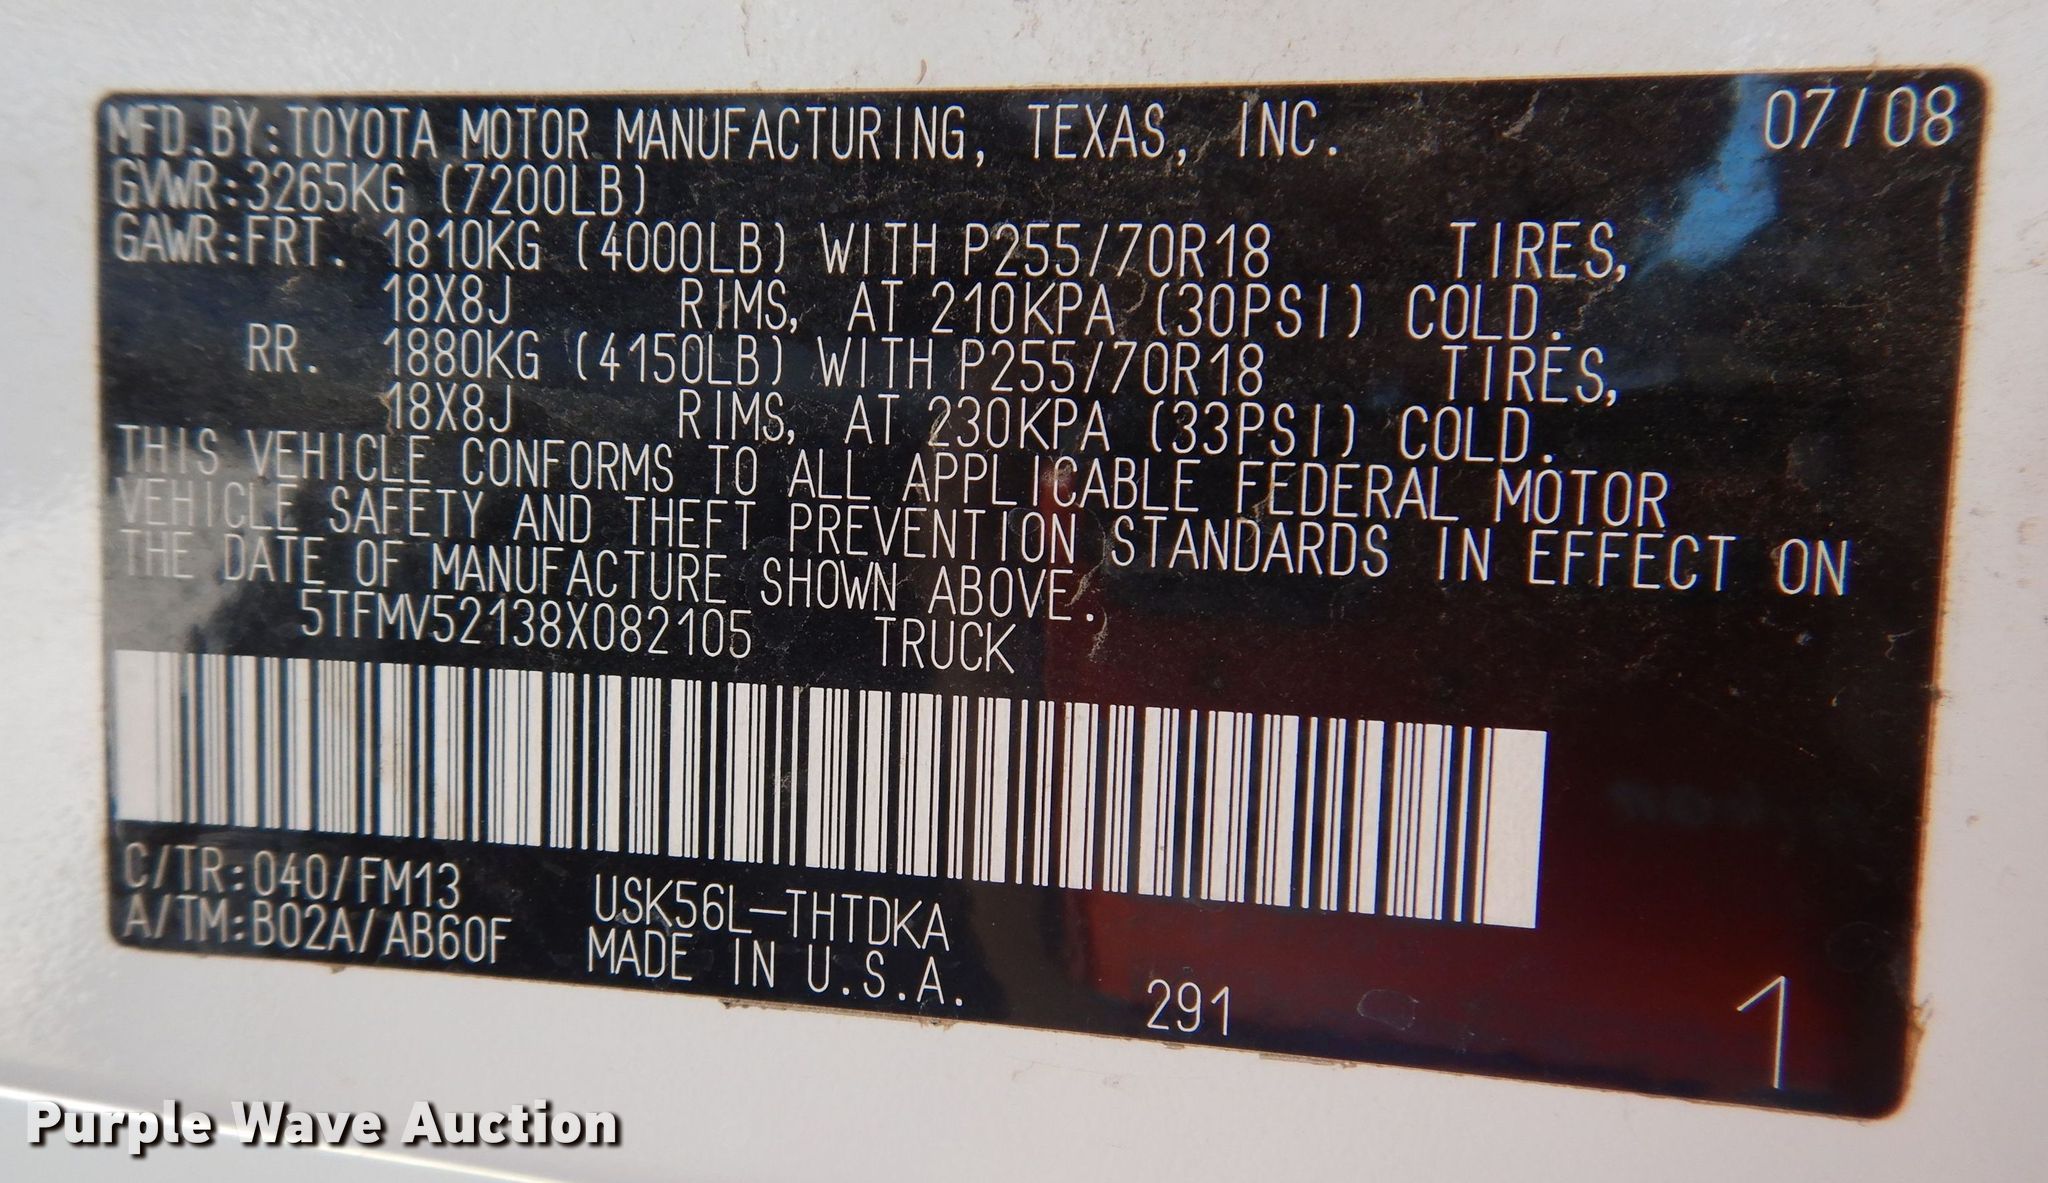 MFD.BY:TOYOTA MOTOR MANUFACTURING, TEXAS, INC. 07/08
GVWR:3265KG (7200LB)
GAWR:FRT. 1810KG (4000LB) WITH P255/70R18 TIRES,
18X8J RIMS, AT 210KPA (30PSI) COLD.
RR. 1880KG (4150LB) WITH P255/70R18 TIRES,
18X8J RIMS, AT 230KPA (33PSI) COLD.
THIS VEHICLE CONFORMS TO ALL APPLICABLE FEDERAL MOTOR
VEHICLE SAFETY AND THEFT PREVENTION STANDARDS IN EFFECT ON
THE DATE OF MANUFACTURE SHOWN ABOVE.
5TFMV52138X082105 TRUCK
C/TR:040/FM13 USK56L-THTDKA
A/TM:B02A/AB60F MADE IN U.S.A.
291 1
Purple Wave Auction